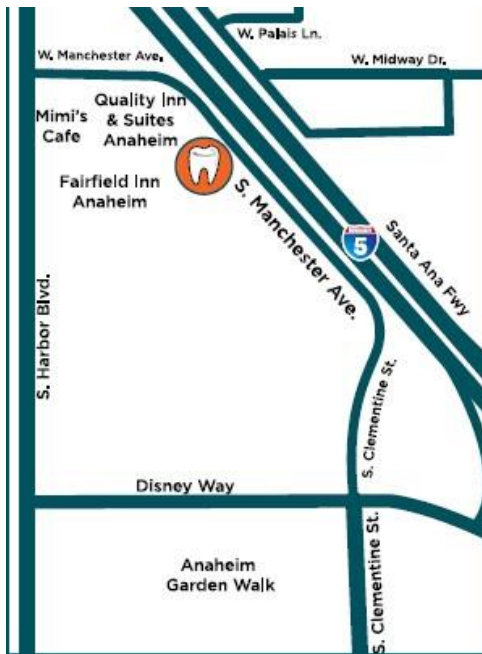 W. Palais Ln.
W. Manchester Ave.
W. Midway Dr.
Quality Inn
& Suites
Anaheim
Mimi's
Cafe
Fairfield Inn
Anaheim
S. Manchester Ave.
5
Santa Ana Fwy
S. Harbor Blvd.
S. Clementine St.
Disney Way
S. Clementine St.
Anaheim
Garden Walk